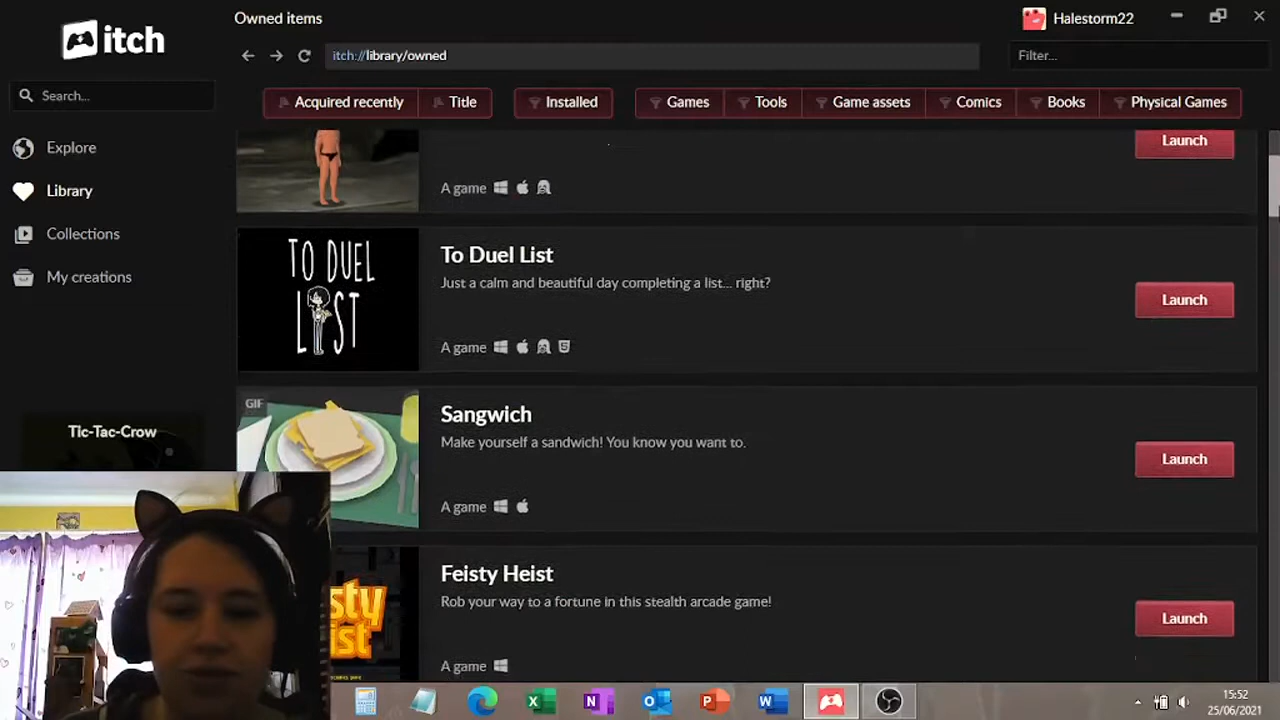 itch
Owned items
Halestorm22
itch://library/owned
Filter...
Search...
Acquired recently
Title
Installed
Games
Tools
Game assets
Comics
Books
Physical Games
Explore
Library
Collections
My creations
Tic-Tac-Crow
Launch
A game
TO DUEL
LIST
To Duel List
Just a calm and beautiful day completing a list... right?
Launch
A game
GIF
Sangwich
Make yourself a sandwich! You know you want to.
Launch
A game
Feisty Heist
Rob your way to a fortune in this stealth arcade game!
Launch
A game
sty
ist
15:52
25/06/2021